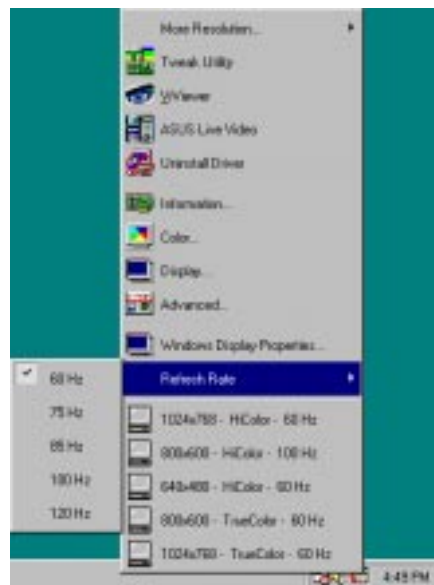 More Resolution...
Tweak Utility
VViewer
ASUS Live Video
Uninstall Driver
Information...
Color...
Display...
Advanced...
Windows Display Properties...
Refresh Rate
60 Hz
75 Hz
85 Hz
100 Hz
120 Hz
1024x768 - HiColor - 60 Hz
800x600 - HiColor - 100 Hz
640x480 - HiColor - 60 Hz
800x600 - TrueColor - 60 Hz
1024x768 - TrueColor - 60 Hz
4:45 PM